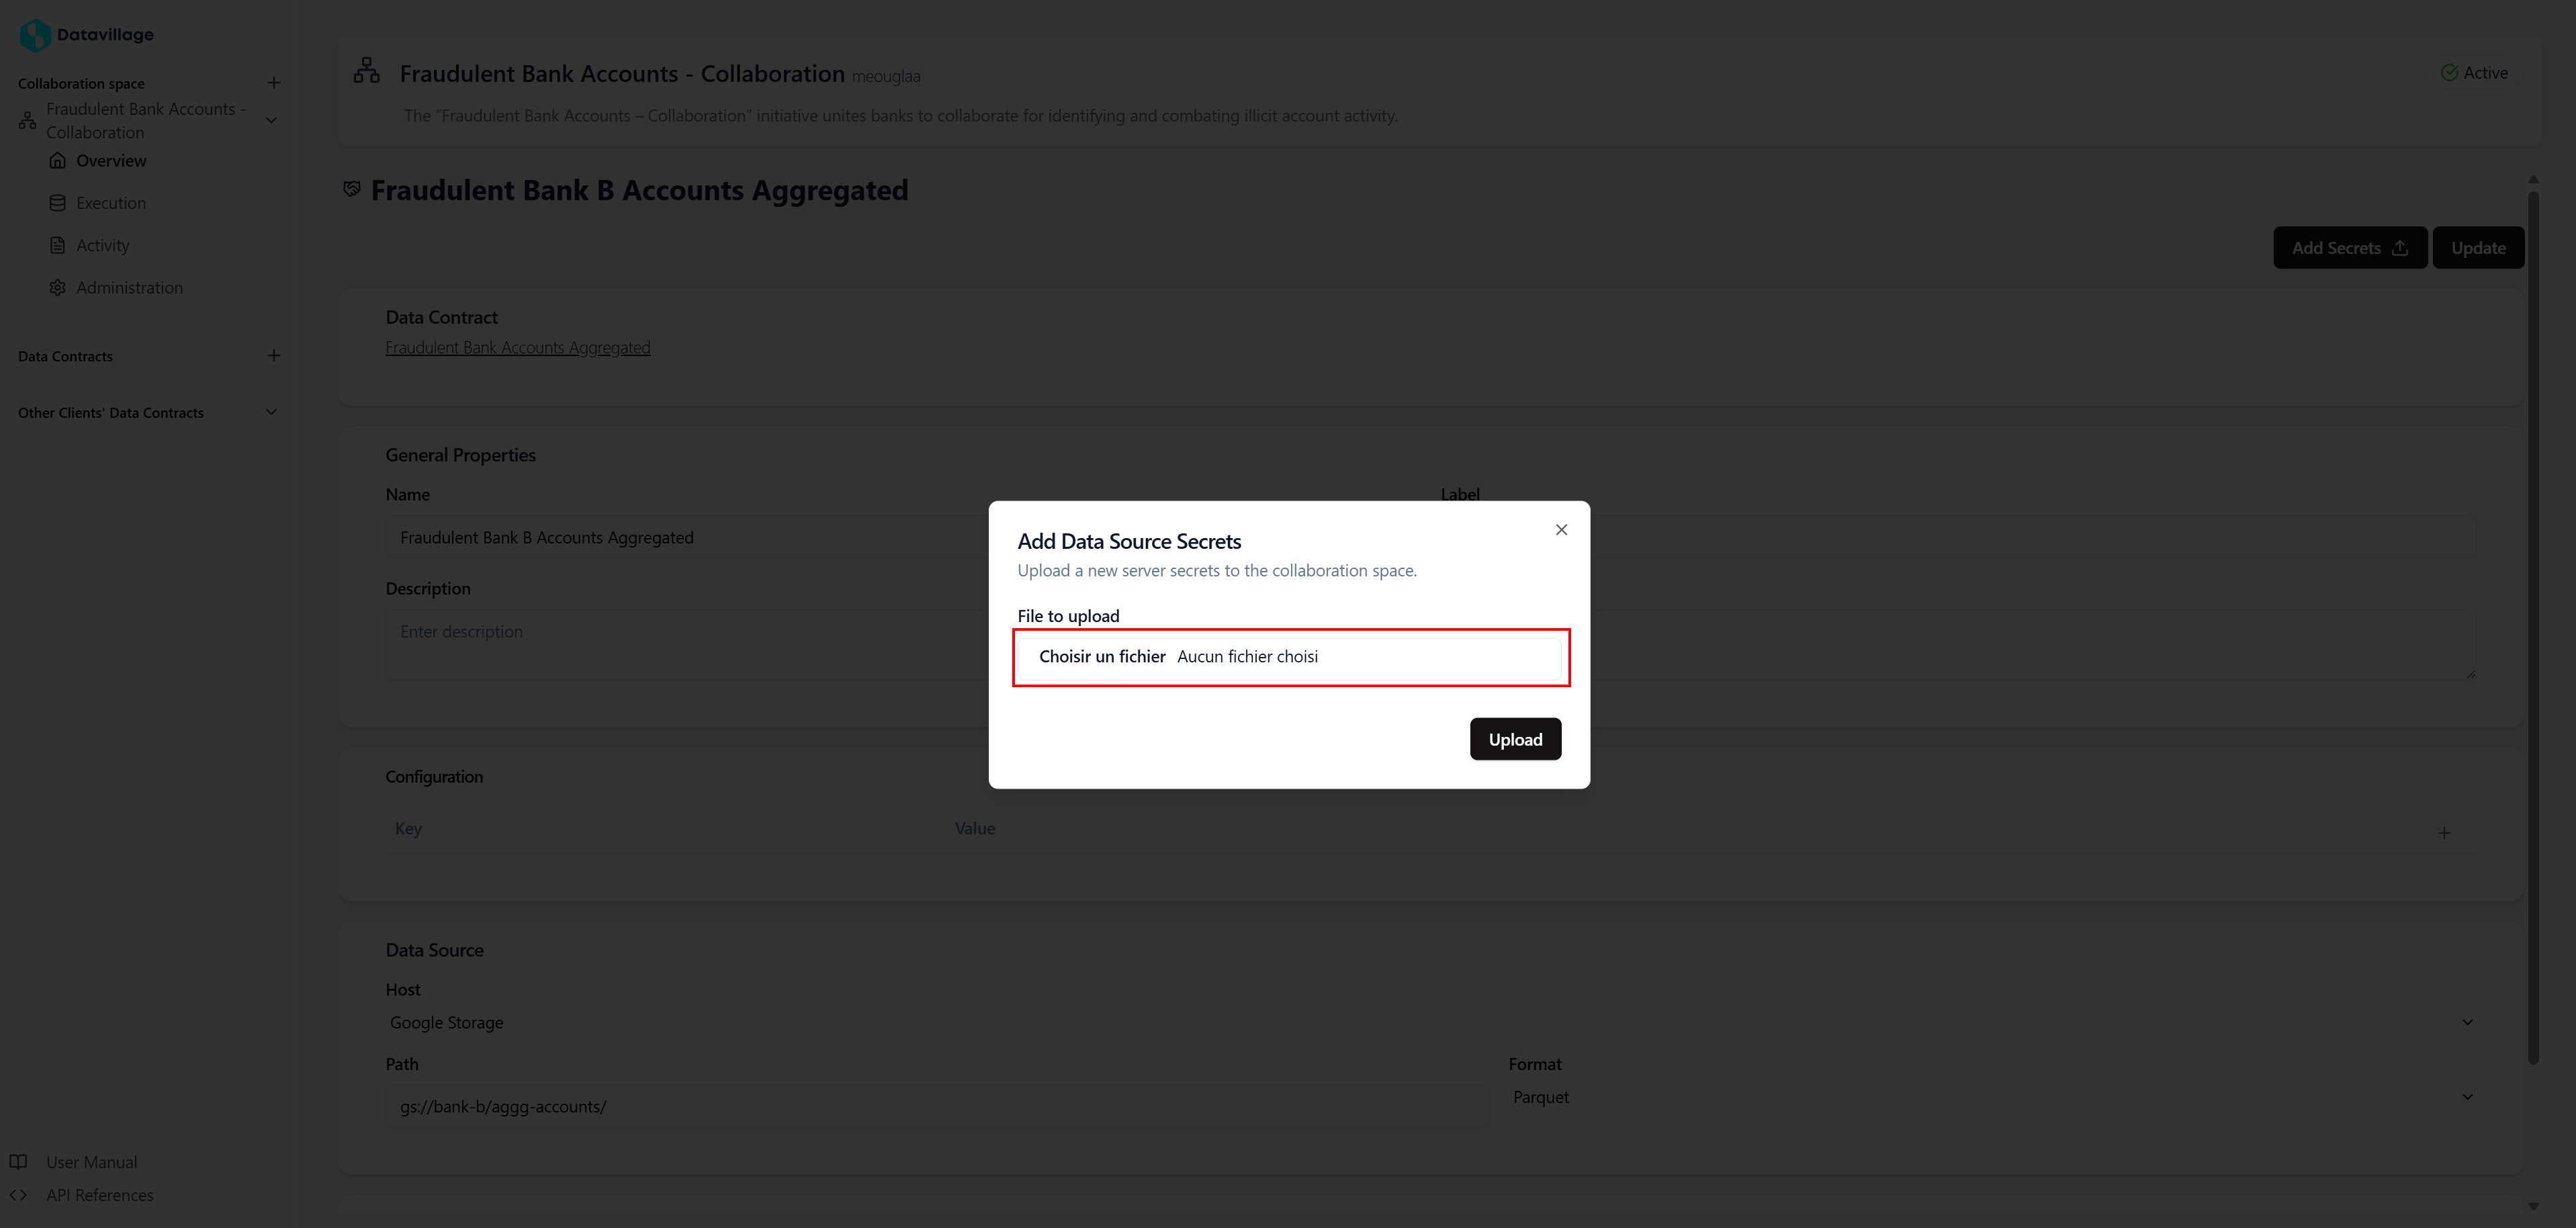 Datavillage
Collaboration space
Fraudulent Bank Accounts -
Collaboration
Overview
Execution
Activity
Administration
Data Contracts
Other Clients' Data Contracts
User Manual
API References
Fraudulent Bank Accounts - Collaboration meouglaa
Active
The "Fraudulent Bank Accounts – Collaboration" initiative unites banks to collaborate for identifying and combating illicit account activity.
Fraudulent Bank B Accounts Aggregated
Add Secrets
Update
Data Contract
Fraudulent Bank Accounts Aggregated
General Properties
Name
Label
Fraudulent Bank B Accounts Aggregated
Description
Enter description
Add Data Source Secrets
Upload a new server secrets to the collaboration space.
File to upload
Choisir un fichier Aucun fichier choisi
Upload
Configuration
Key Value
Data Source
Host
Google Storage
Path
Format
gs://bank-b/aggg-accounts/
Parquet